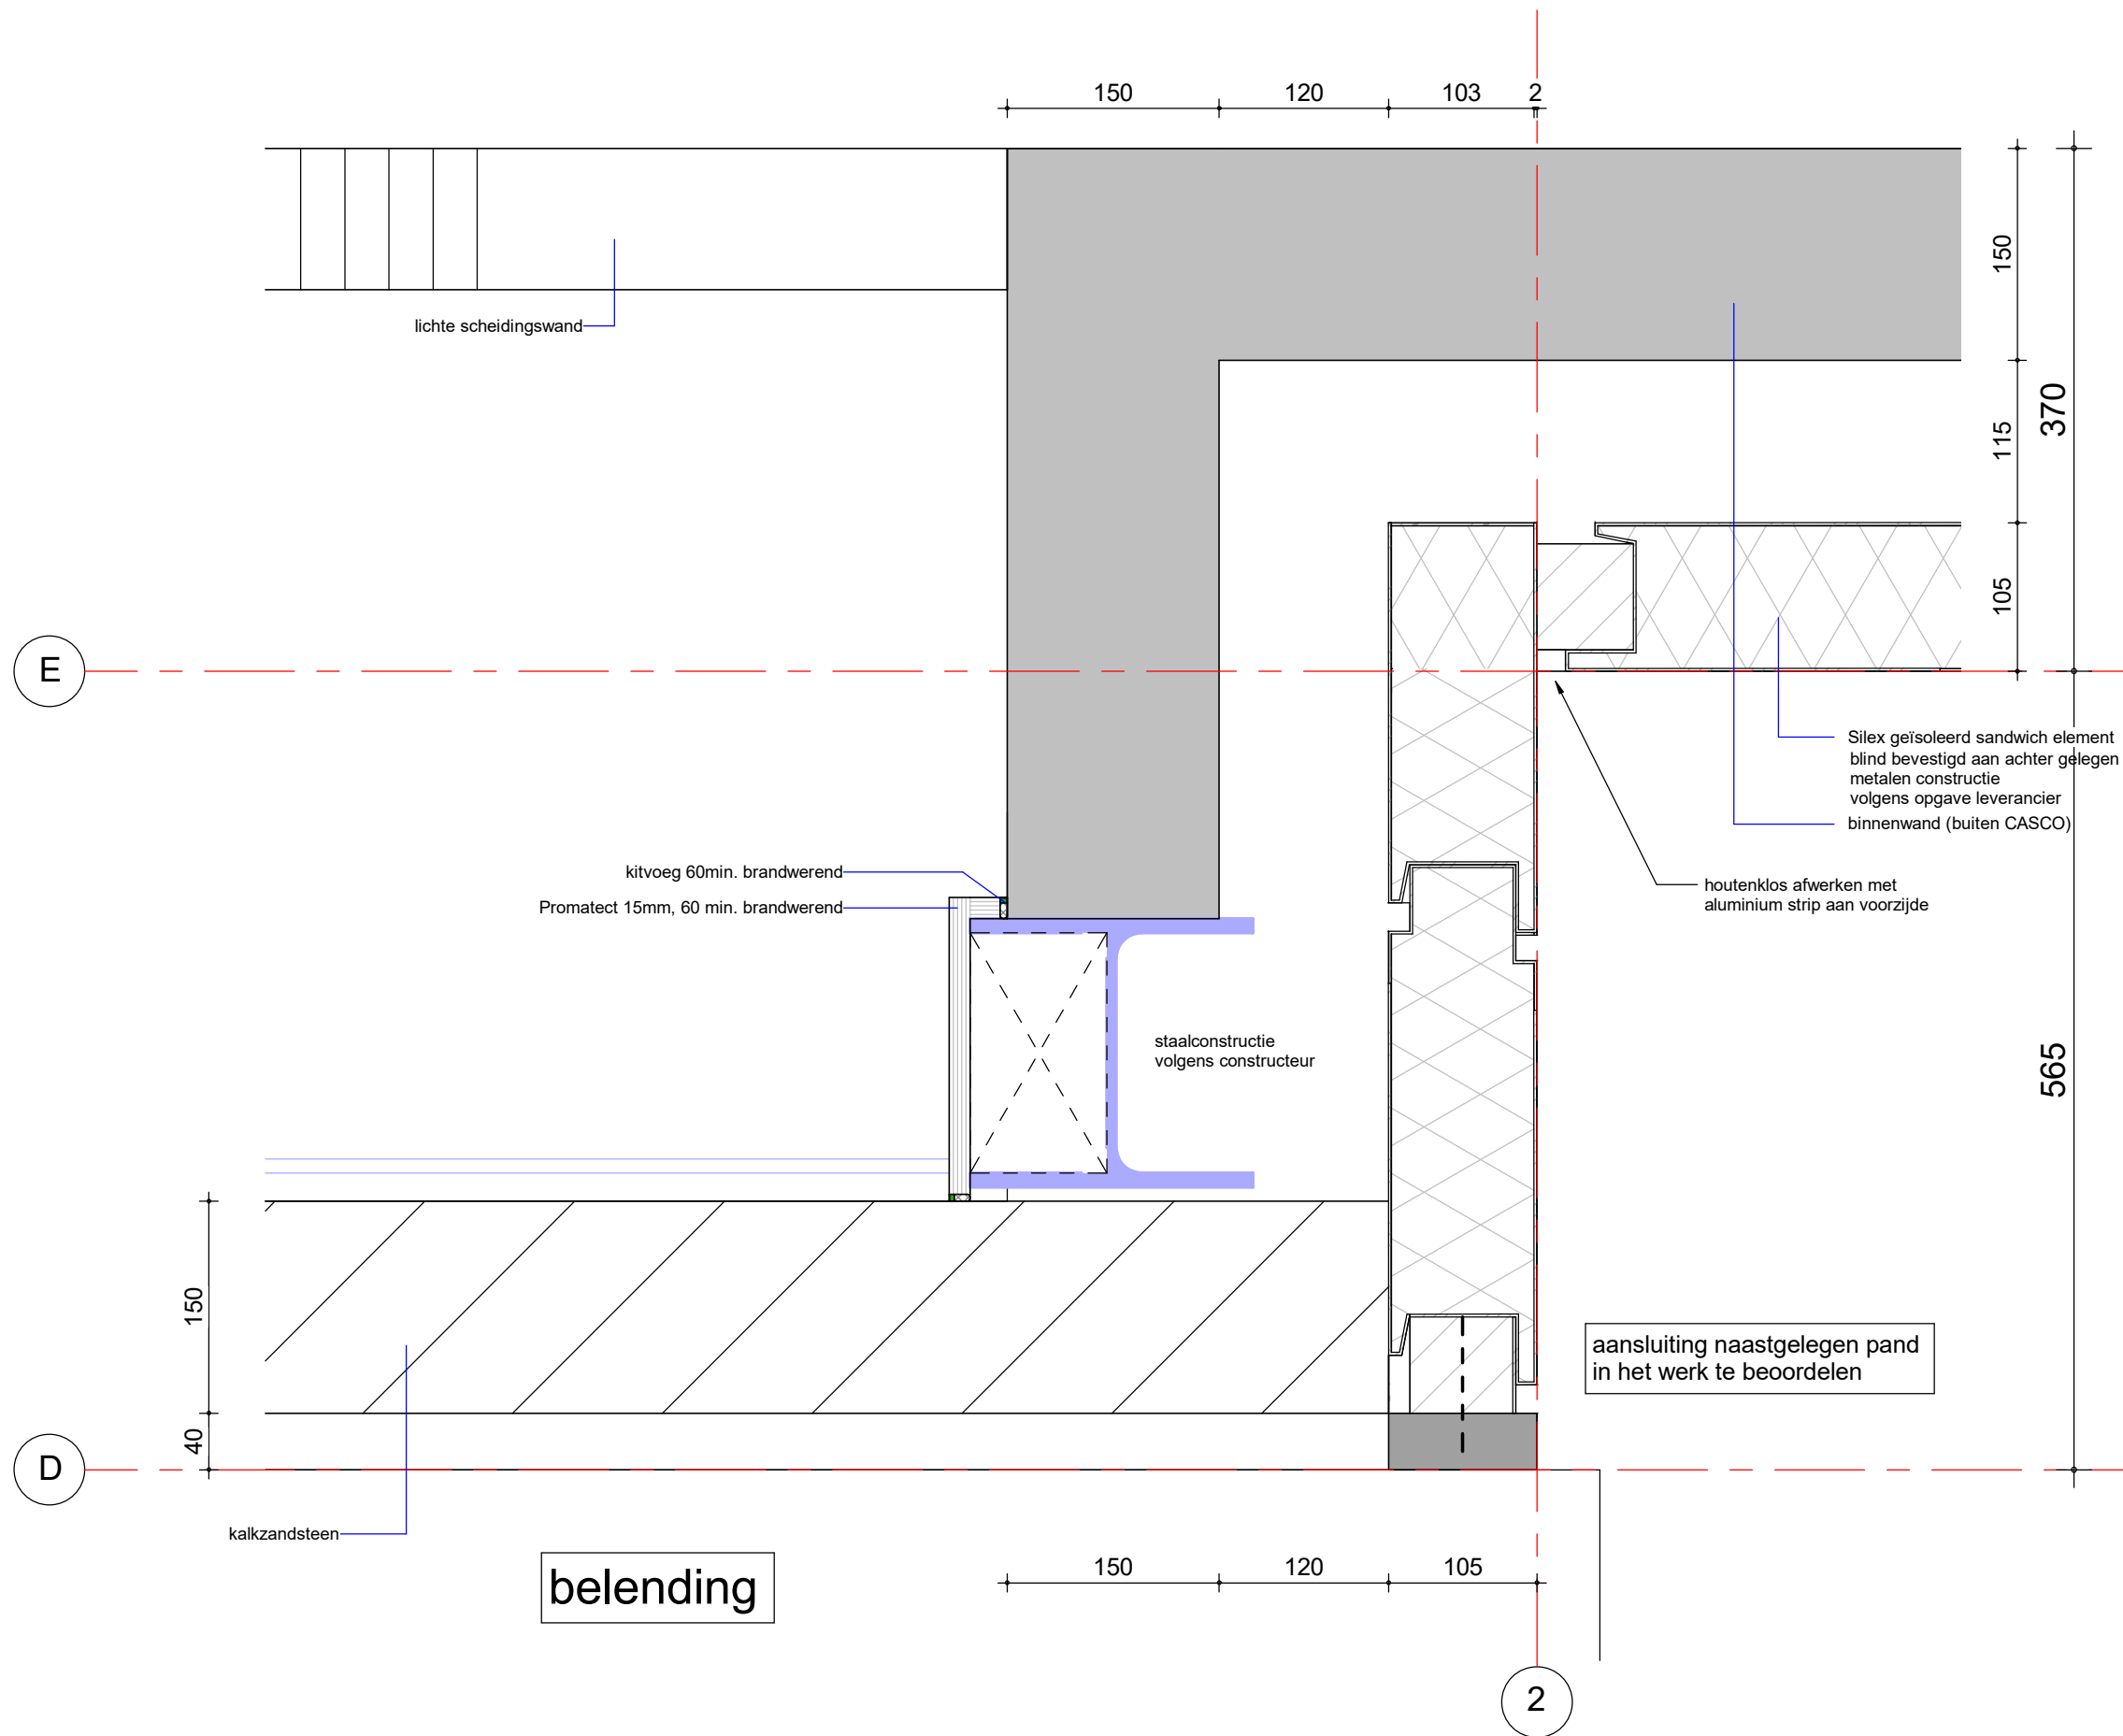 150 120 103 2
150
370
115
105
lichte scheidingswand
E
Silex geïsoleerd sandwich element
blind bevestigd aan achter gelegen
metalen constructie
volgens opgave leverancier
binnenwand (buiten CASCO)
kitvoeg 60min. brandwerend
Promatect 15mm, 60 min. brandwerend
houtenklos afwerken met
aluminium strip aan voorzijde
staalconstructie
volgens constructeur
565
150
40
aansluiting naastgelegen pand
in het werk te beoordelen
D
kalkzandsteen
belending
150 120 105
2